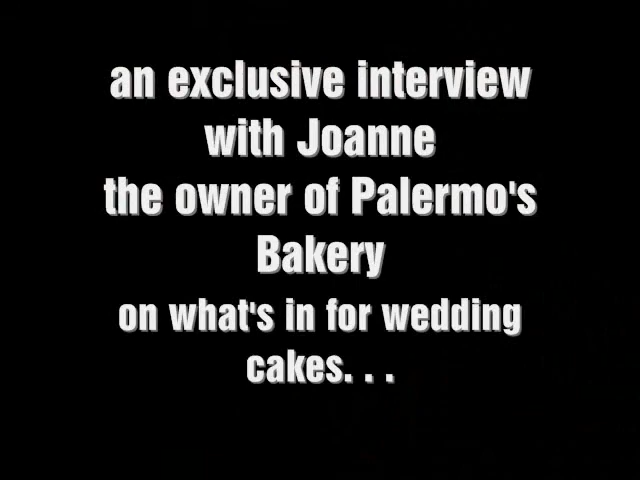 an exclusive interview
with Joanne
the owner of Palermo's
Bakery
on what's in for wedding
cakes. . .